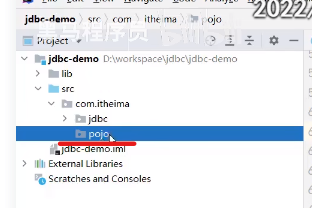 2022/
jdbc-demo › src › com › itheima › pojo
Project
jdbc-demo D:\workspace\jdbc\jdbc-demo
lib
src
com.itheima
jdbc
pojo
jdbc-demo.iml
External Libraries
Scratches and Consoles